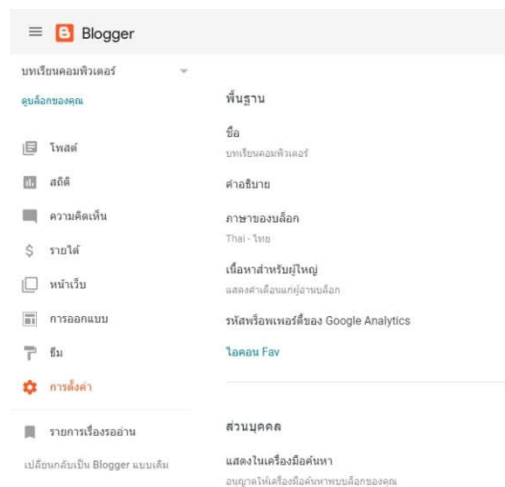 Blogger
บทเรียนคอมพิวเตอร์
ดูบล็อกของคุณ
โพสต์
สถิติ
ความคิดเห็น
รายได้
หน้าเว็บ
การออกแบบ
ธีม
การตั้งค่า
รายการเรื่องรออ่าน
เปลี่ยนกลับเป็น Blogger แบบเดิม
พื้นฐาน
ชื่อ
บทเรียนคอมพิวเตอร์
คำอธิบาย
ภาษาของบล็อก
Thai - ไทย
เนื้อหาสำหรับผู้ใหญ่
แสดงคำเตือนแก่ผู้อ่านบล็อก
รหัสพร็อพเพอร์ตี้ของ Google Analytics
ไอคอน Fav
ส่วนบุคคล
แสดงในเครื่องมือค้นหา
อนุญาตให้เครื่องมือค้นหาพบบล็อกของคุณ